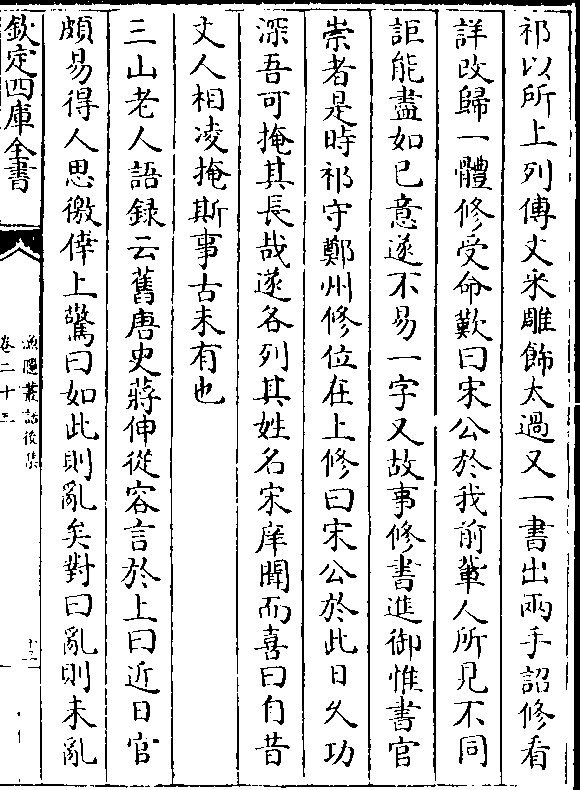 祁以所上列傳文采雕飾太過又一書出兩手詔修看
詳改歸一體修受命歎曰宋公於我前軰人所見不同
詎能盡如已意遂不易一字又故事修書進御惟書官
崇者是時祁守鄭州修位在上修曰宋公於此日久功
深吾可掩其長哉遂各列其姓名宋庠聞而喜曰自昔
文人相凌掩斯事古未有也
三山老人語録云舊唐史蔣伸從容言於上曰近日官
頗易得人思徼倖上驚曰如此則亂矣對曰亂則未亂
欽定四庫全書
漁隱叢話後集
卷二十三